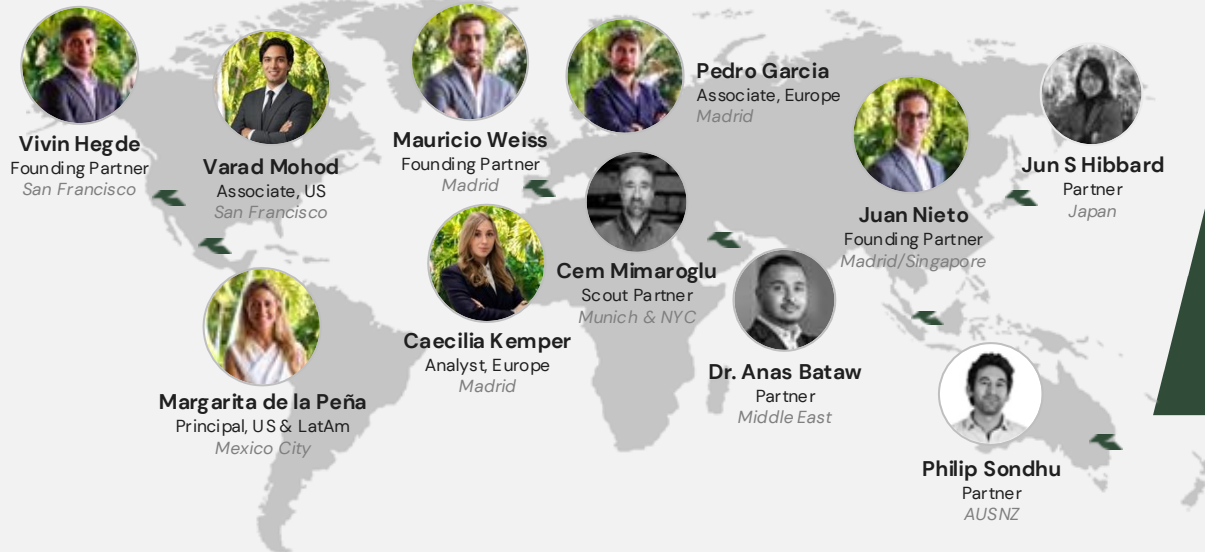 Vivin Hegde
Founding Partner
San Francisco
Varad Mohod
Associate, US
San Francisco
Mauricio Weiss
Founding Partner
Madrid
Pedro Garcia
Associate, Europe
Madrid
Juan Nieto
Founding Partner
Madrid/Singapore
Jun S Hibbard
Partner
Japan
Margarita de la Peña
Principal, US & LatAm
Mexico City
Caecilia Kemper
Analyst, Europe
Madrid
Cem Mimaroglu
Scout Partner
Munich & NYC
Dr. Anas Bataw
Partner
Middle East
Philip Sondhu
Partner
AUSNZ